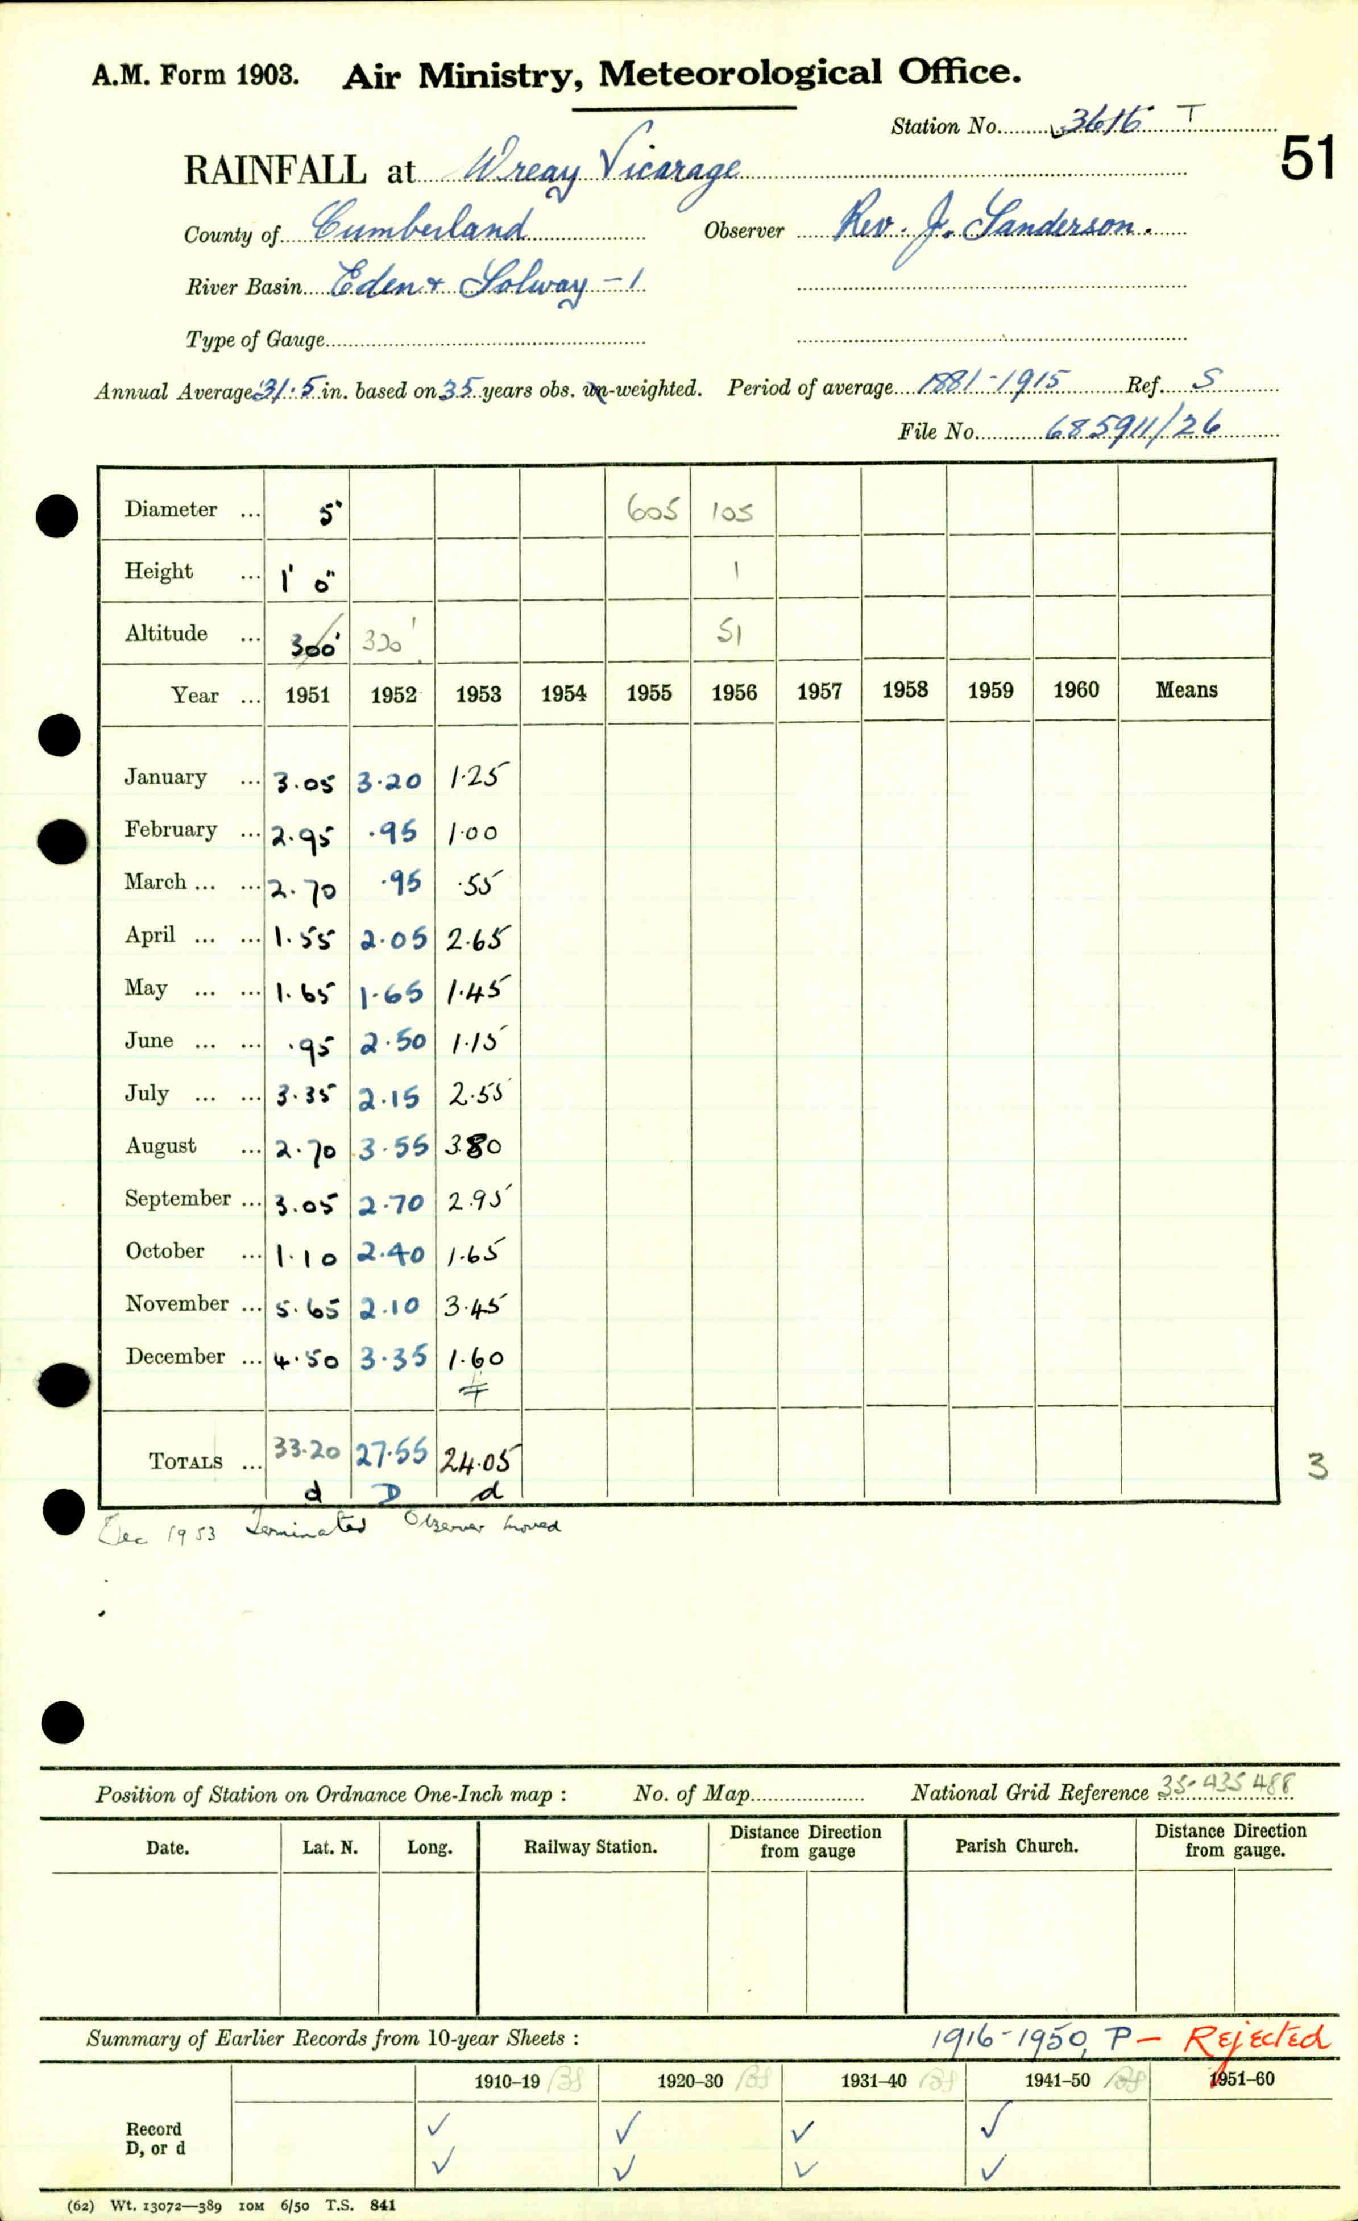 A.M. Form 1903. Air Ministry, Meteorological Office.
Station No. 3616 T
51
RAINFALL at Wreay Vicarage
County of Cumberland Observer Rev. J. Sanderson.
River Basin Eden & Solway - 1
Type of Gauge
Annual Average 31.5 in. based on 35 years obs. un-weighted. Period of average 1881-1915 Ref. S
File No. 685911/26
Diameter ... 5" 605 105
Height ... 1' 0" 1
Altitude ... 300' 320' 51
Year ... 1951 1952 1953 1954 1955 1956 1957 1958 1959 1960 Means
January ... 3.05 3.20 1.25
February ... 2.95 .95 1.00
March ... ... 2.70 .95 .55
April ... ... 1.55 2.05 2.65
May ... ... 1.65 1.65 1.45
June ... ... .95 2.50 1.15
July ... ... 3.35 2.15 2.55
August ... 2.70 3.55 3.80
September ... 3.05 2.70 2.95
October ... 1.10 2.40 1.65
November ... 5.65 2.10 3.45
December ... 4.50 3.35 1.60
TOTALS ... 33.20 27.55 24.05
3
d D d
Dec 1953 Terminated Observer moved
Position of Station on Ordnance One-Inch map : No. of Map National Grid Reference 35-435488
Date. Lat. N. Long. Railway Station. Distance Direction from gauge Parish Church. Distance Direction from gauge.
Summary of Earlier Records from 10-year Sheets : 1916-1950, P - Rejected
1910-19 1920-30 1931-40 1941-50 1951-60
Record ✓ ✓ ✓ ✓
D, or d ✓ ✓ ✓ ✓
(62) Wt. 13072—389 10M 6/50 T.S. 841